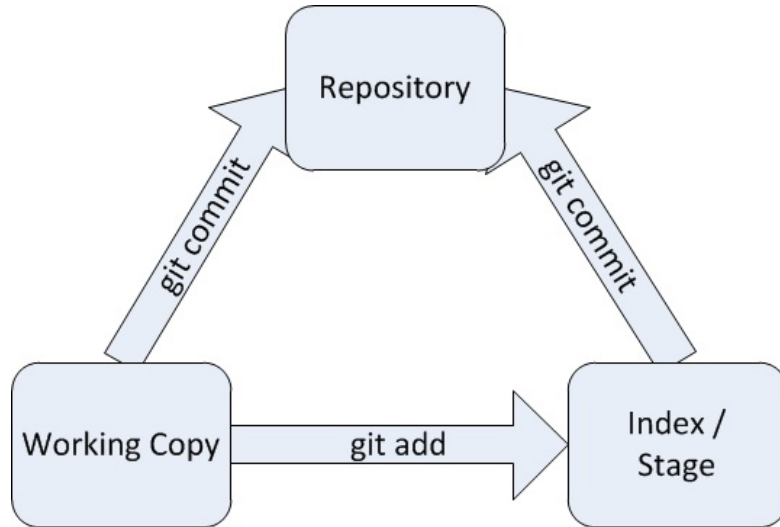 Repository
git commit
git commit
Working Copy
git add
Index /
Stage